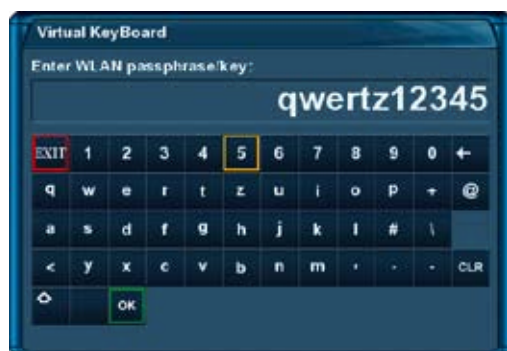 Virtual KeyBoard
Enter WLAN passphrase/key:
qwertz12345
EXIT 1 2 3 4 5 6 7 8 9 0 ←
q w e r t z u i o p + @
a s d f g h j k l # \
< y x c v b n m , . - CLR
OK